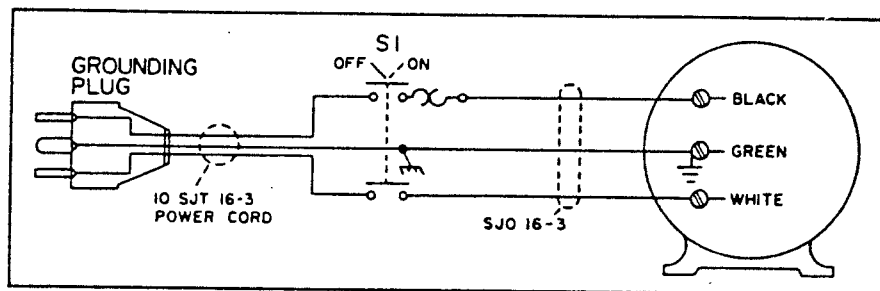 GROUNDING
PLUG
S1
OFF ON
BLACK
GREEN
WHITE
10 SJT 16-3
POWER CORD
SJO 16-3